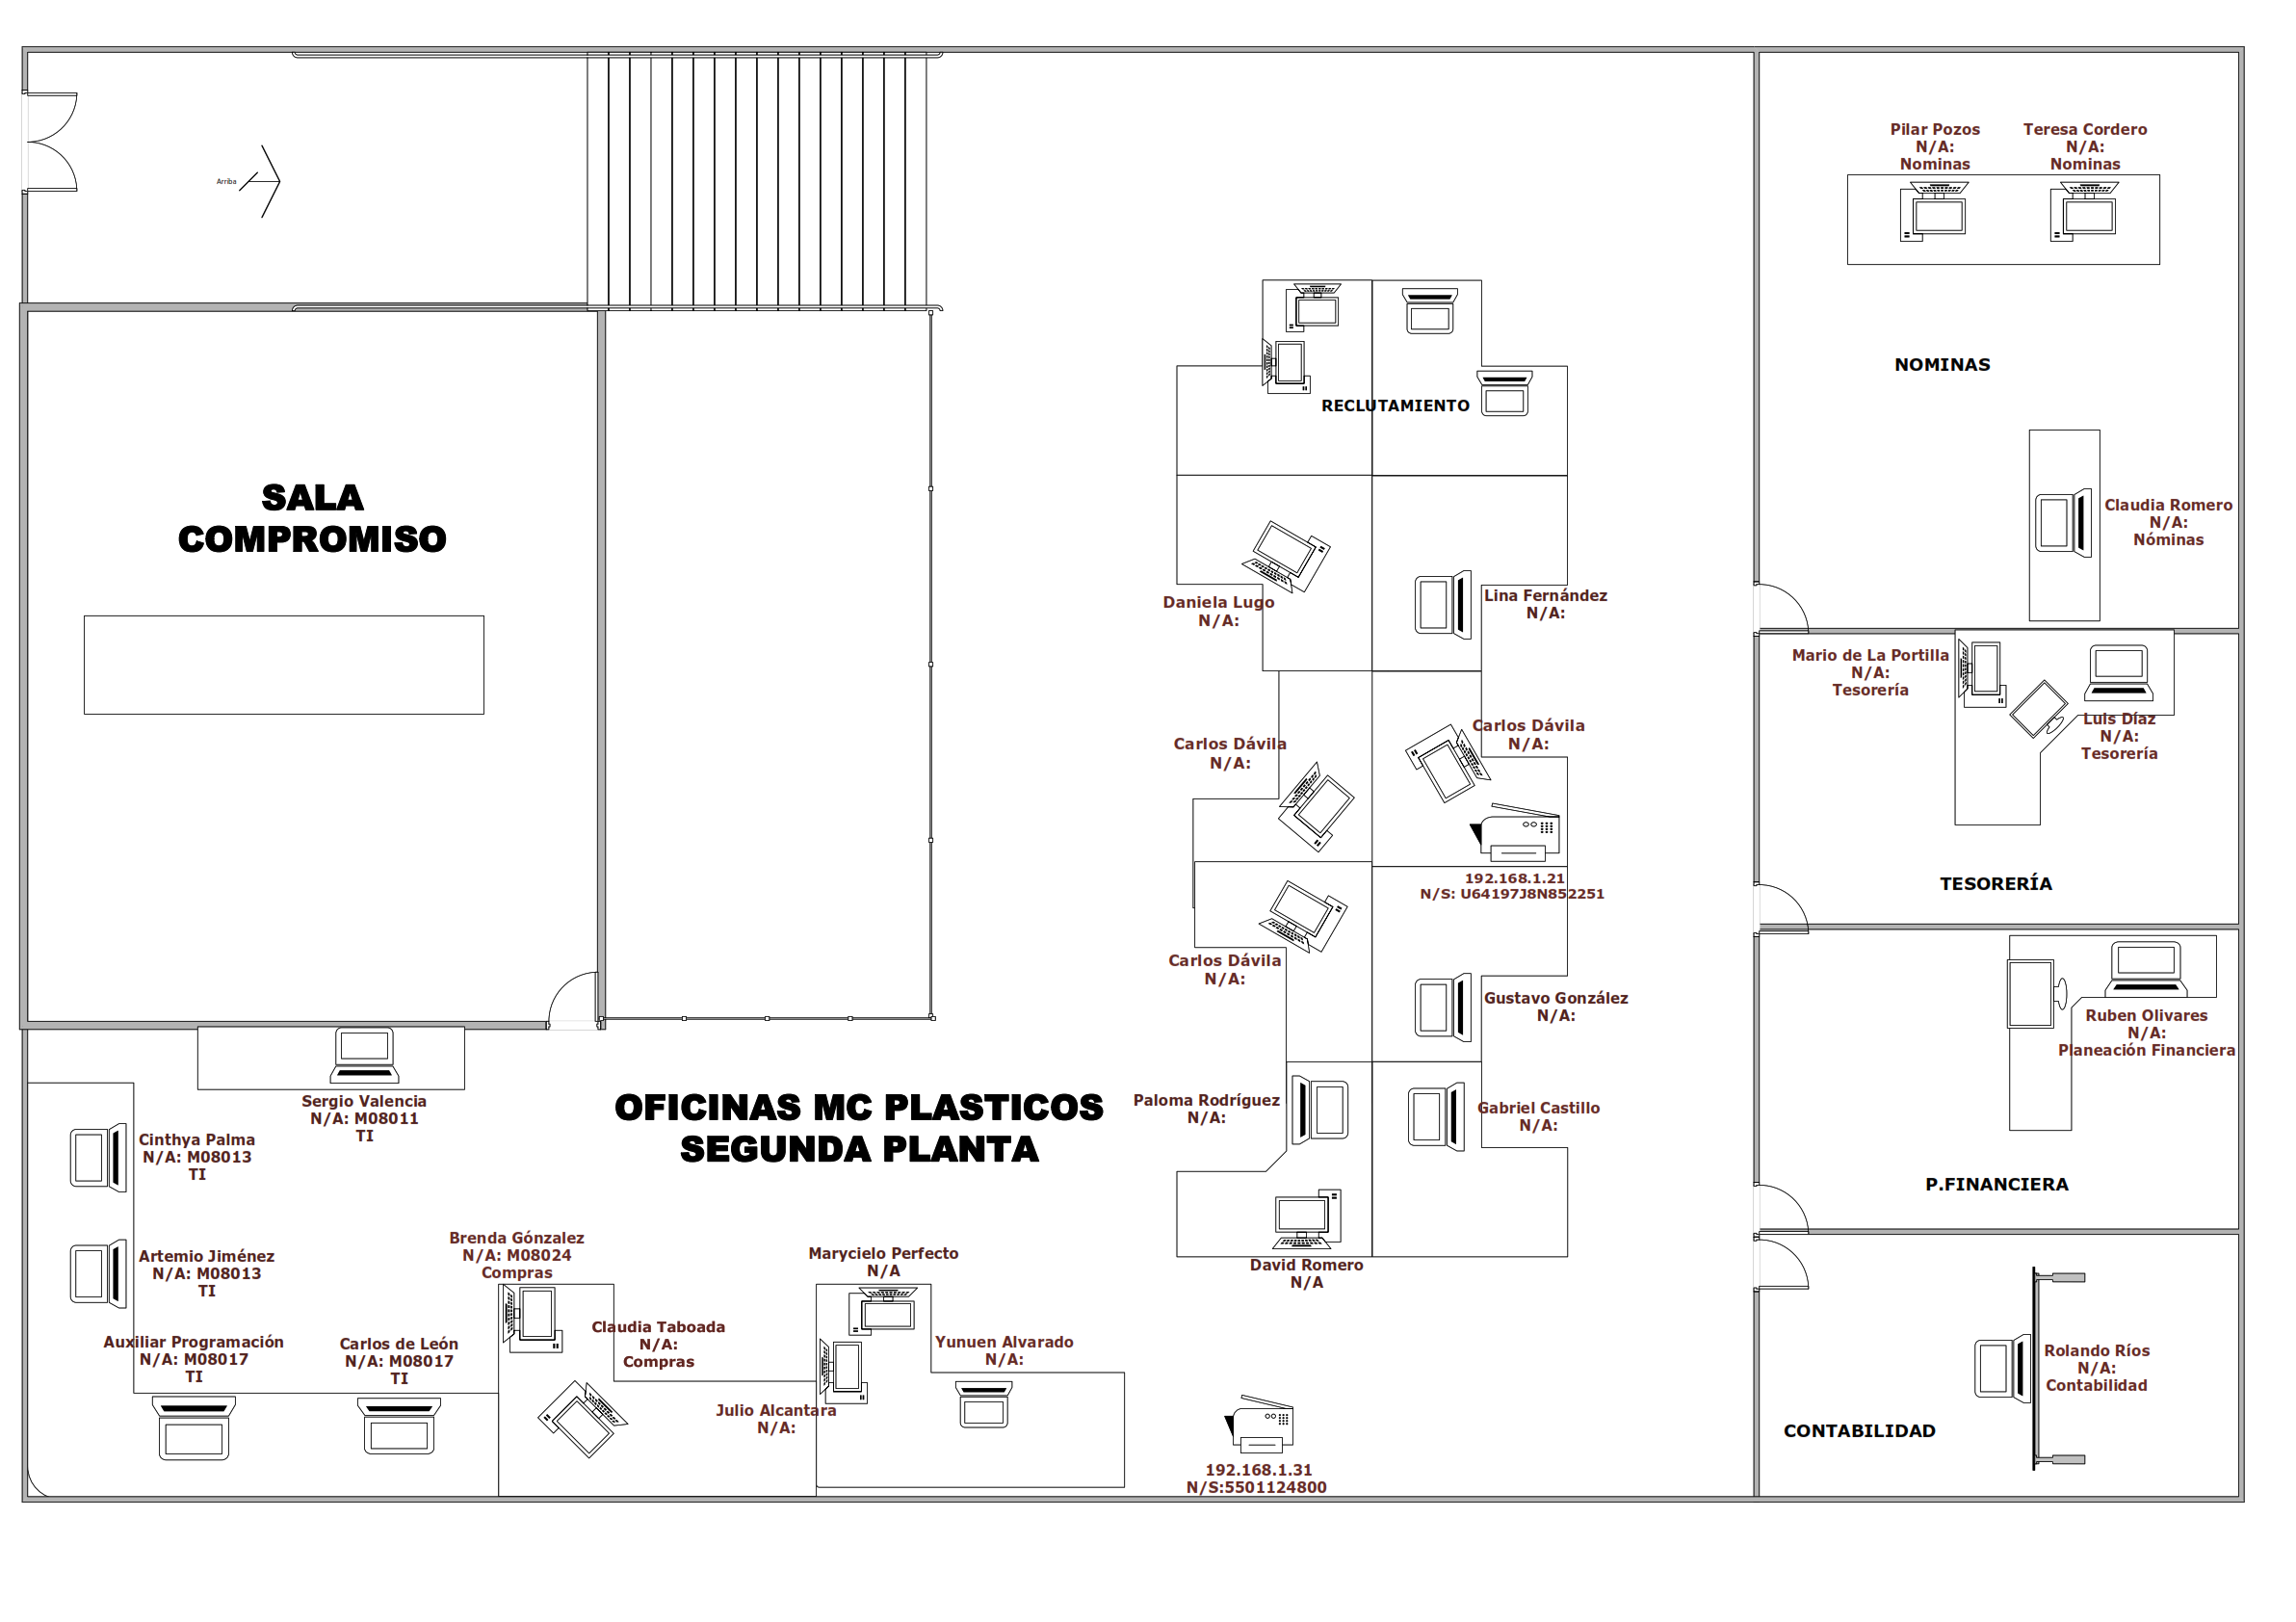 Arriba
Pilar Pozos
N/A:
Nominas
Teresa Cordero
N/A:
Nominas
NOMINAS
RECLUTAMIENTO
SALA
COMPROMISO
Claudia Romero
N/A:
Nóminas
Daniela Lugo
N/A:
Lina Fernández
N/A:
Mario de La Portilla
N/A:
Tesorería
Luis Díaz
N/A:
Tesorería
Carlos Dávila
N/A:
Carlos Dávila
N/A:
192.168.1.21
N/S: U64197J8N852251
TESORERÍA
Carlos Dávila
N/A:
Gustavo González
N/A:
Ruben Olivares
N/A:
Planeación Financiera
P.FINANCIERA
Sergio Valencia
N/A: M08011
TI
OFICINAS MC PLASTICOS
SEGUNDA PLANTA
Paloma Rodríguez
N/A:
Gabriel Castillo
N/A:
Cinthya Palma
N/A: M08013
TI
Artemio Jiménez
N/A: M08013
TI
Brenda Gónzalez
N/A: M08024
Compras
Marycielo Perfecto
N/A
David Romero
N/A
Auxiliar Programación
N/A: M08017
TI
Carlos de León
N/A: M08017
TI
Claudia Taboada
N/A:
Compras
Yunuen Alvarado
N/A:
Julio Alcantara
N/A:
Rolando Ríos
N/A:
Contabilidad
CONTABILIDAD
192.168.1.31
N/S:5501124800